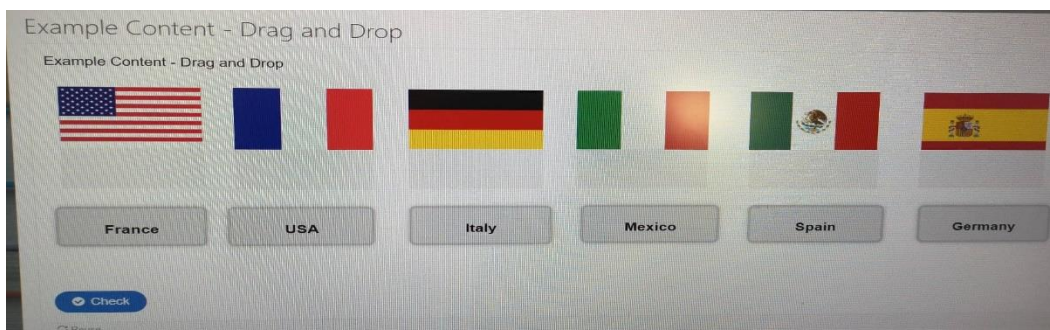 Example Content - Drag and Drop
Example Content - Drag and Drop
France USA Italy Mexico Spain Germany
Check